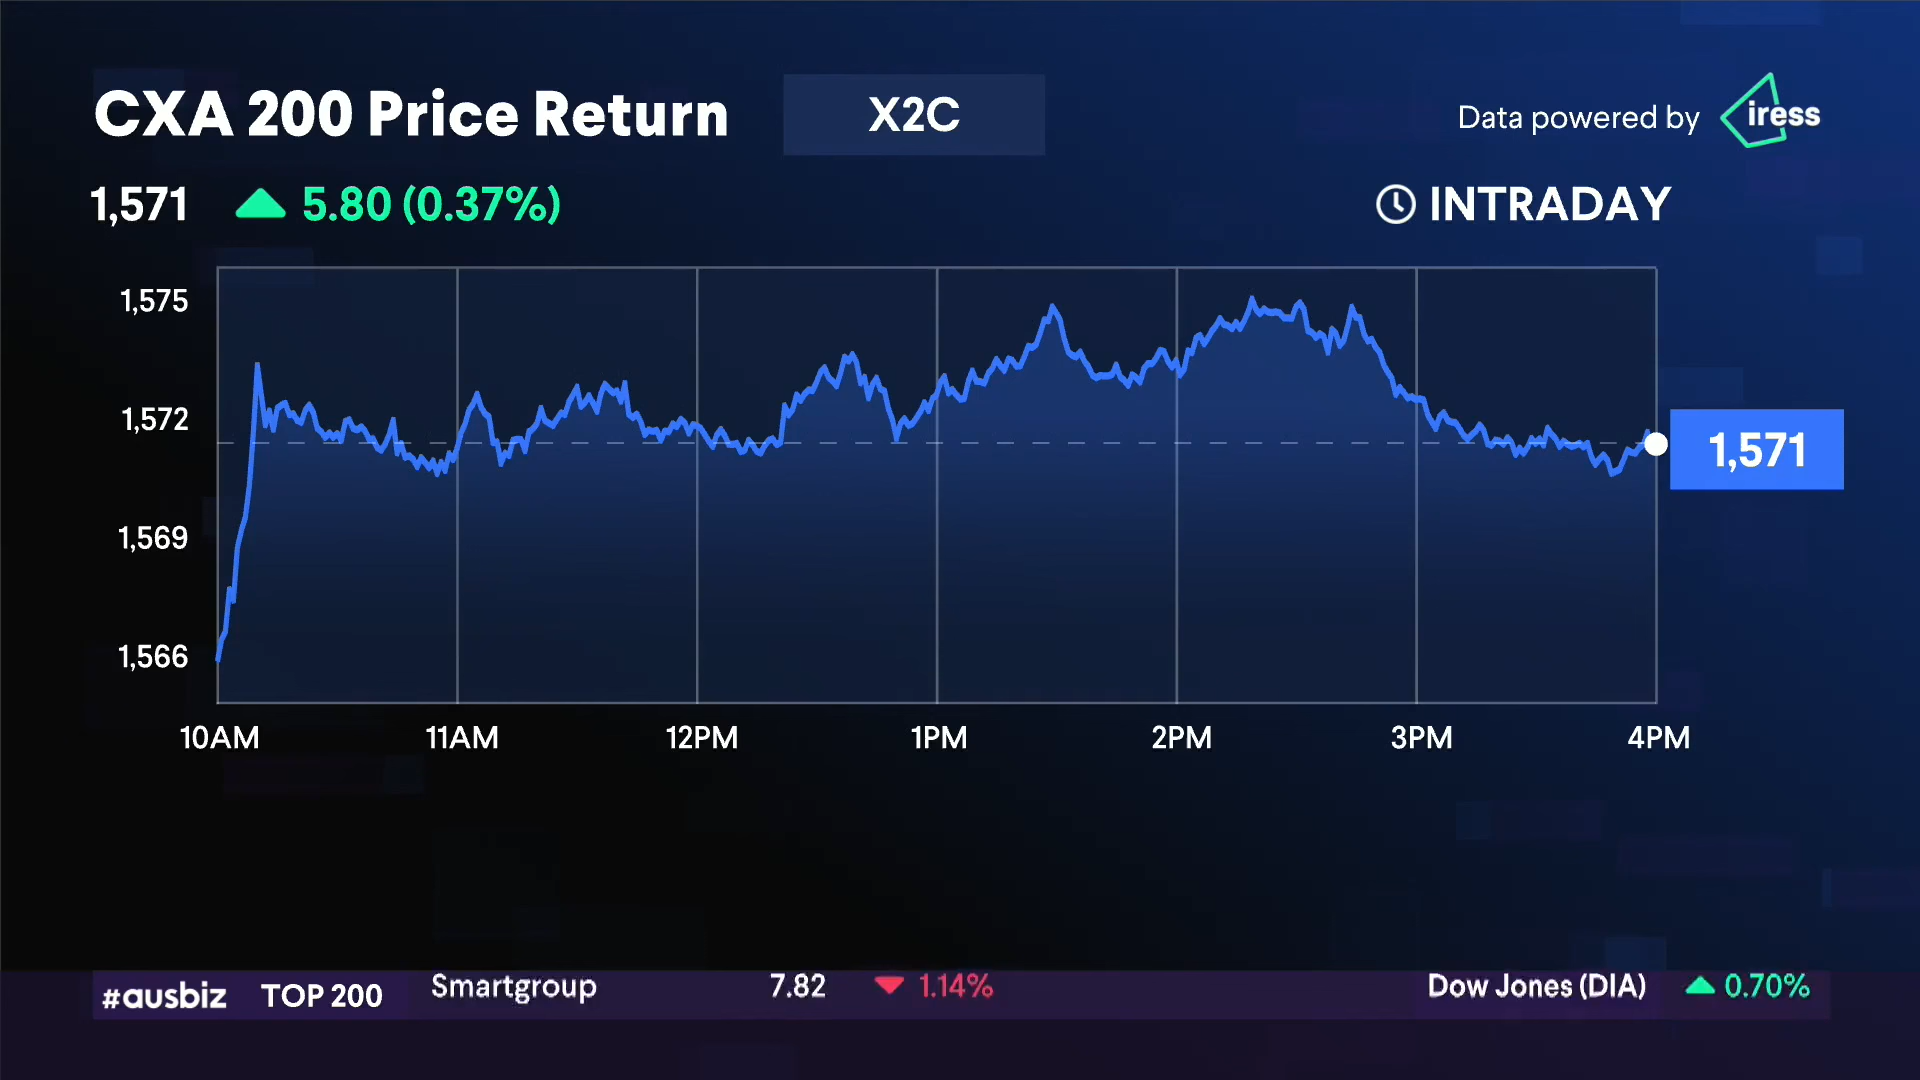 CXA 200 Price Return
X2C
Data powered by iress
1,571 5.80 (0.37%)
INTRADAY
1,575
1,572
1,569
1,566
1,571
10AM 11AM 12PM 1PM 2PM 3PM 4PM
#ausbiz TOP 200 Smartgroup 7.82 1.14% Dow Jones (DIA) 0.70%